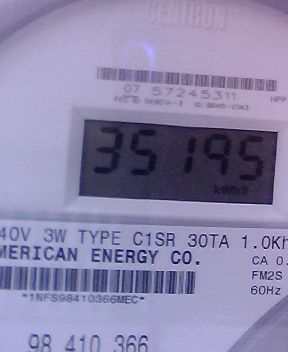 CENTRON
07 57245311
35195
kWhX
40V 3W TYPE C1SR 30TA 1.0Kh
MERICAN ENERGY CO.
CA 0.
FM2S
60Hz
*1NFS98410366MEC*
98 410 366